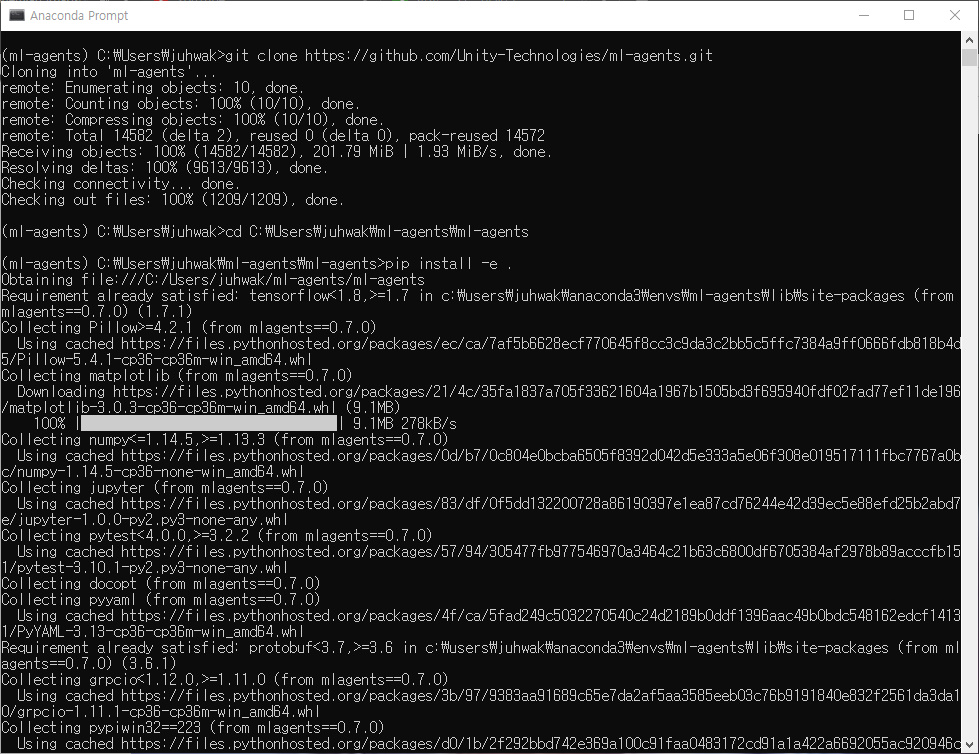 Anaconda Prompt
(ml-agents) C:₩Users₩juhwak>git clone https://github.com/Unity-Technologies/ml-agents.git
Cloning into 'ml-agents'...
remote: Enumerating objects: 10, done.
remote: Counting objects: 100% (10/10), done.
remote: Compressing objects: 100% (10/10), done.
remote: Total 14582 (delta 2), reused 0 (delta 0), pack-reused 14572
Receiving objects: 100% (14582/14582), 201.79 MiB | 1.93 MiB/s, done.
Resolving deltas: 100% (9613/9613), done.
Checking connectivity... done.
Checking out files: 100% (1209/1209), done.
(ml-agents) C:₩Users₩juhwak>cd C:₩Users₩juhwak₩ml-agents₩ml-agents
(ml-agents) C:₩Users₩juhwak₩ml-agents₩ml-agents>pip install -e .
Obtaining file:///C:/Users/juhwak/ml-agents/ml-agents
Requirement already satisfied: tensorflow<1.8,>=1.7 in c:₩users₩juhwak₩anaconda3₩envs₩ml-agents₩lib₩site-packages (from
mlagents==0.7.0) (1.7.1)
Collecting Pillow>=4.2.1 (from mlagents==0.7.0)
  Using cached https://files.pythonhosted.org/packages/ec/ca/7af5b6628ecf770645f8cc3c9da3c2bb5c5ffc7384a9ff0666fdb818b4d
5/Pillow-5.4.1-cp36-cp36m-win_amd64.whl
Collecting matplotlib (from mlagents==0.7.0)
  Downloading https://files.pythonhosted.org/packages/21/4c/35fa1837a705f33621604a1967b1505bd3f695940fdf02fad77ef11de196
/matplotlib-3.0.3-cp36-cp36m-win_amd64.whl (9.1MB)
    100% |████████████████████████████████| 9.1MB 278kB/s
Collecting numpy<=1.14.5,>=1.13.3 (from mlagents==0.7.0)
  Using cached https://files.pythonhosted.org/packages/0d/b7/0c804e0bcba6505f8392d042d5e333a5e06f308e019517111fbc7767a0b
c/numpy-1.14.5-cp36-none-win_amd64.whl
Collecting jupyter (from mlagents==0.7.0)
  Using cached https://files.pythonhosted.org/packages/83/df/0f5dd132200728a86190397e1ea87cd76244e42d39ec5e88efd25b2abd7
e/jupyter-1.0.0-py2.py3-none-any.whl
Collecting pytest<4.0.0,>=3.2.2 (from mlagents==0.7.0)
  Using cached https://files.pythonhosted.org/packages/57/94/305477fb977546970a3464c21b63c6800df6705384af2978b89acccfb15
1/pytest-3.10.1-py2.py3-none-any.whl
Collecting docopt (from mlagents==0.7.0)
Collecting pyyaml (from mlagents==0.7.0)
  Using cached https://files.pythonhosted.org/packages/4f/ca/5fad249c5032270540c24d2189b0ddf1396aac49b0bdc548162edcf1413
1/PyYAML-3.13-cp36-cp36m-win_amd64.whl
Requirement already satisfied: protobuf<3.7,>=3.6 in c:₩users₩juhwak₩anaconda3₩envs₩ml-agents₩lib₩site-packages (from ml
agents==0.7.0) (3.6.1)
Collecting grpcio<1.12.0,>=1.11.0 (from mlagents==0.7.0)
  Using cached https://files.pythonhosted.org/packages/3b/97/9383aa91689c65e7da2af5aa3585eeb03c76b9191840e832f2561da3da1
0/grpcio-1.11.1-cp36-cp36m-win_amd64.whl
Collecting pypiwin32==223 (from mlagents==0.7.0)
  Using cached https://files.pythonhosted.org/packages/d0/1b/2f292bbd742e369a100c91faa0483172cd91a1a422a6692055ac920946c